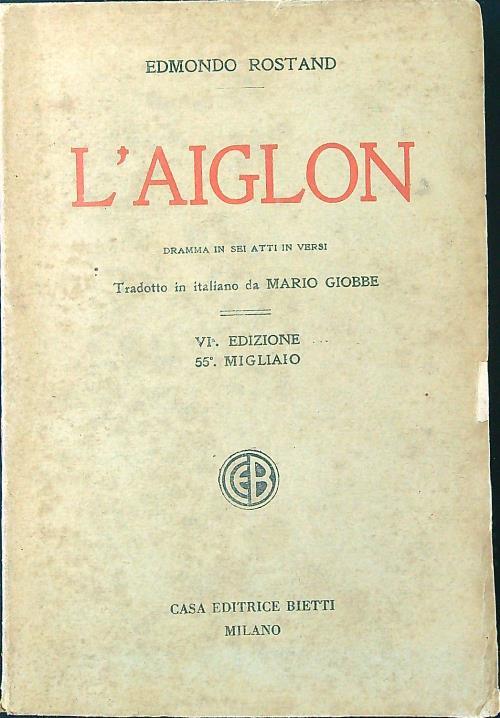 EDMONDO ROSTAND
L'AIGLON
DRAMMA IN SEI ATTI IN VERSI
Tradotto in italiano da MARIO GIOBBE
VIª. EDIZIONE
55°. MIGLIAIO
CEB
CASA EDITRICE BIETTI
MILANO